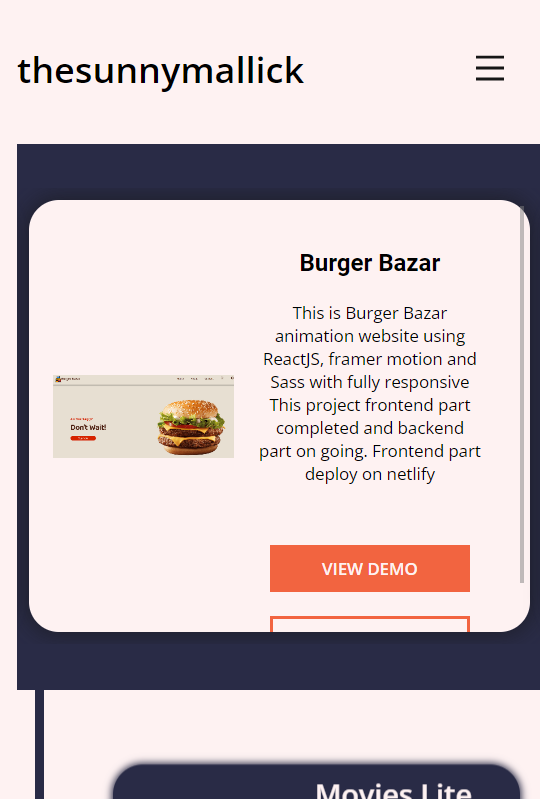 thesunnymallick
Burger Bazar
This is Burger Bazar
animation website using
ReactJS, framer motion and
Sass with fully responsive
This project frontend part
completed and backend
part on going. Frontend part
deploy on netlify
Don't Wait!
VIEW DEMO
Movies Lite